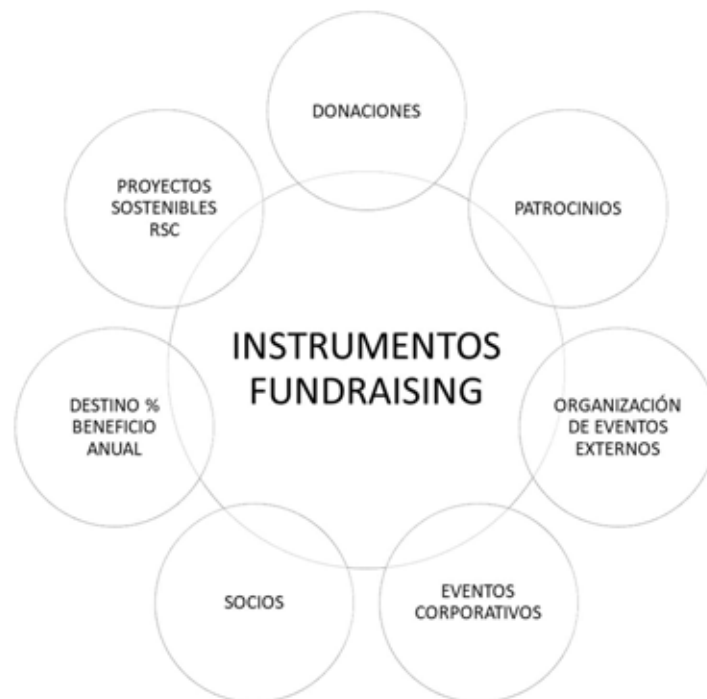 DONACIONES
PATROCINIOS
ORGANIZACIÓN
DE EVENTOS
EXTERNOS
EVENTOS
CORPORATIVOS
SOCIOS
DESTINO %
BENEFICIO
ANUAL
PROYECTOS
SOSTENIBLES
RSC
INSTRUMENTOS
FUNDRAISING